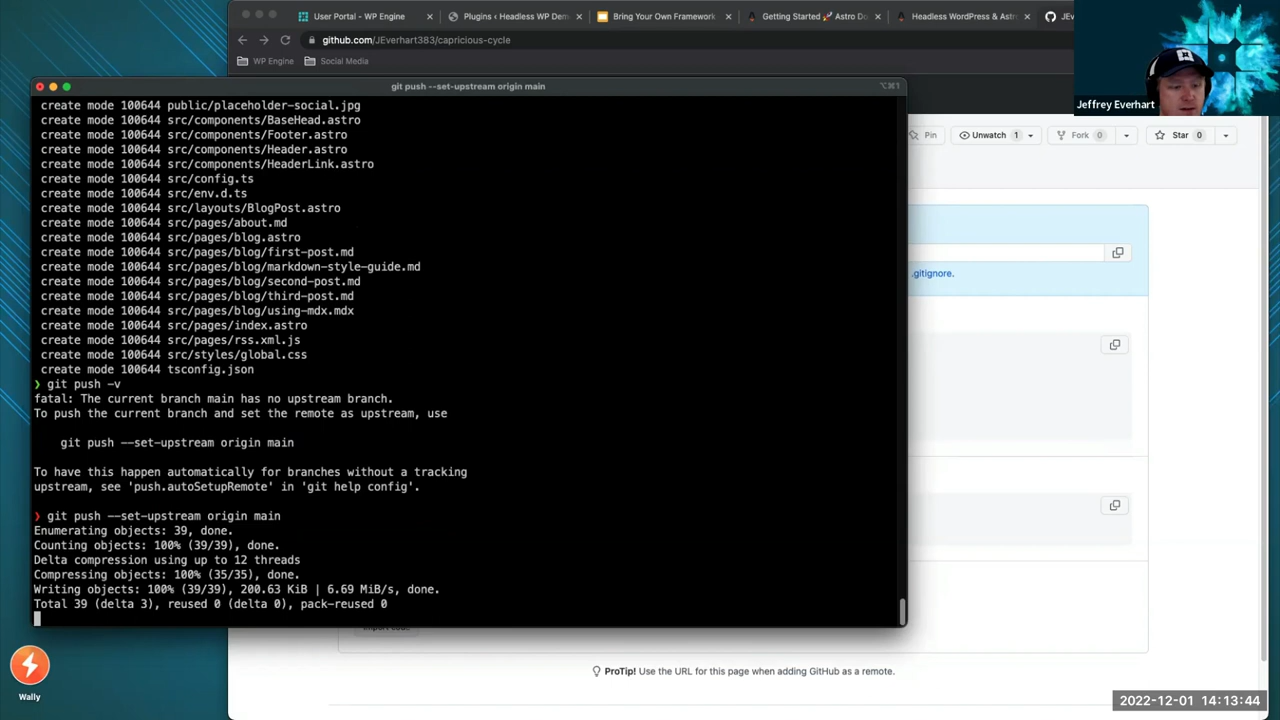 User Portal - WP Engine
Plugins ‹ Headless WP Dem
Bring Your Own Framework
Getting Started 🚀 Astro Do
Headless WordPress & Astr
JEv
github.com/JEverhart383/capricious-cycle
WP Engine
Social Media
Jeffrey Everhart
git push --set-upstream origin main
⌥⌘1
create mode 100644 public/placeholder-social.jpg
create mode 100644 src/components/BaseHead.astro
create mode 100644 src/components/Footer.astro
create mode 100644 src/components/Header.astro
create mode 100644 src/components/HeaderLink.astro
create mode 100644 src/config.ts
create mode 100644 src/env.d.ts
create mode 100644 src/layouts/BlogPost.astro
create mode 100644 src/pages/about.md
create mode 100644 src/pages/blog.astro
create mode 100644 src/pages/blog/first-post.md
create mode 100644 src/pages/blog/markdown-style-guide.md
create mode 100644 src/pages/blog/second-post.md
create mode 100644 src/pages/blog/third-post.md
create mode 100644 src/pages/blog/using-mdx.mdx
create mode 100644 src/pages/index.astro
create mode 100644 src/pages/rss.xml.js
create mode 100644 src/styles/global.css
create mode 100644 tsconfig.json
❯ git push -v
fatal: The current branch main has no upstream branch.
To push the current branch and set the remote as upstream, use
git push --set-upstream origin main
To have this happen automatically for branches without a tracking
upstream, see 'push.autoSetupRemote' in 'git help config'.
❯ git push --set-upstream origin main
Enumerating objects: 39, done.
Counting objects: 100% (39/39), done.
Delta compression using up to 12 threads
Compressing objects: 100% (35/35), done.
Writing objects: 100% (39/39), 200.63 KiB | 6.69 MiB/s, done.
Total 39 (delta 3), reused 0 (delta 0), pack-reused 0
Pin
Unwatch 1
Fork 0
Star 0
.gitignore.
Import code
ProTip! Use the URL for this page when adding GitHub as a remote.
Wally
2022-12-01 14:13:44